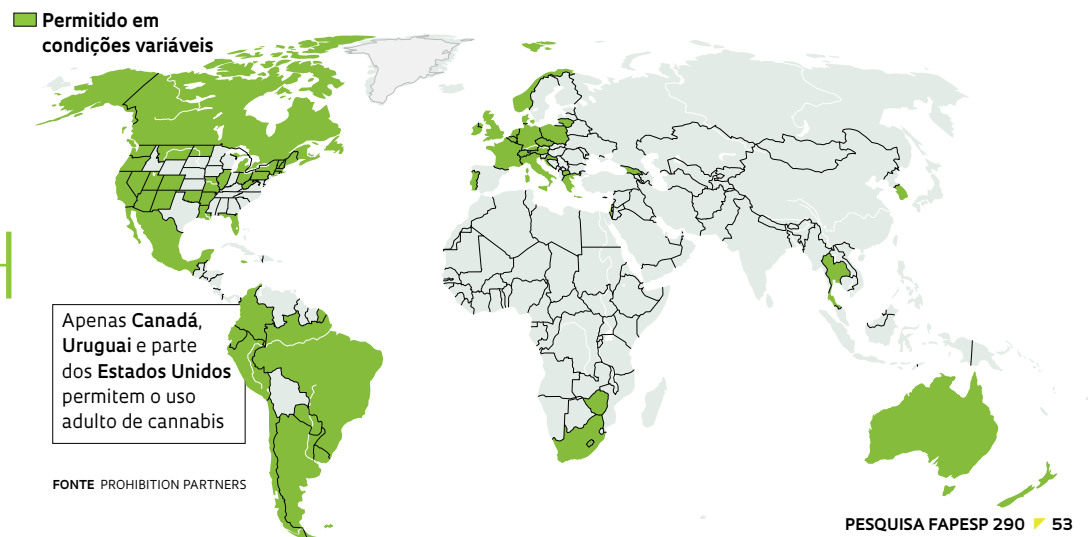 Permitido em
condições variáveis
Apenas Canadá,
Uruguai e parte
dos Estados Unidos
permitem o uso
adulto de cannabis
FONTE PROHIBITION PARTNERS
PESQUISA FAPESP 290 53